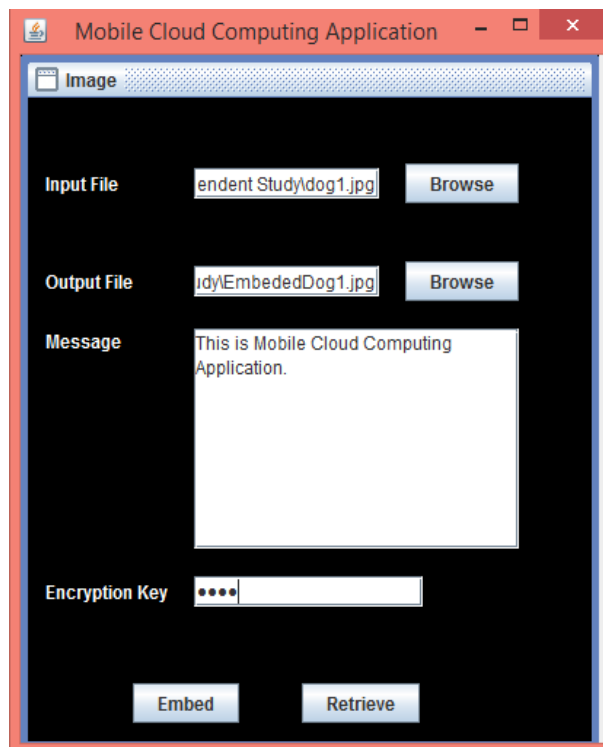 Mobile Cloud Computing Application
Image
Input File endent Study\dog1.jpg Browse
Output File udy\EmbededDog1.jpg Browse
Message This is Mobile Cloud Computing
Application.
Encryption Key ••••
Embed Retrieve